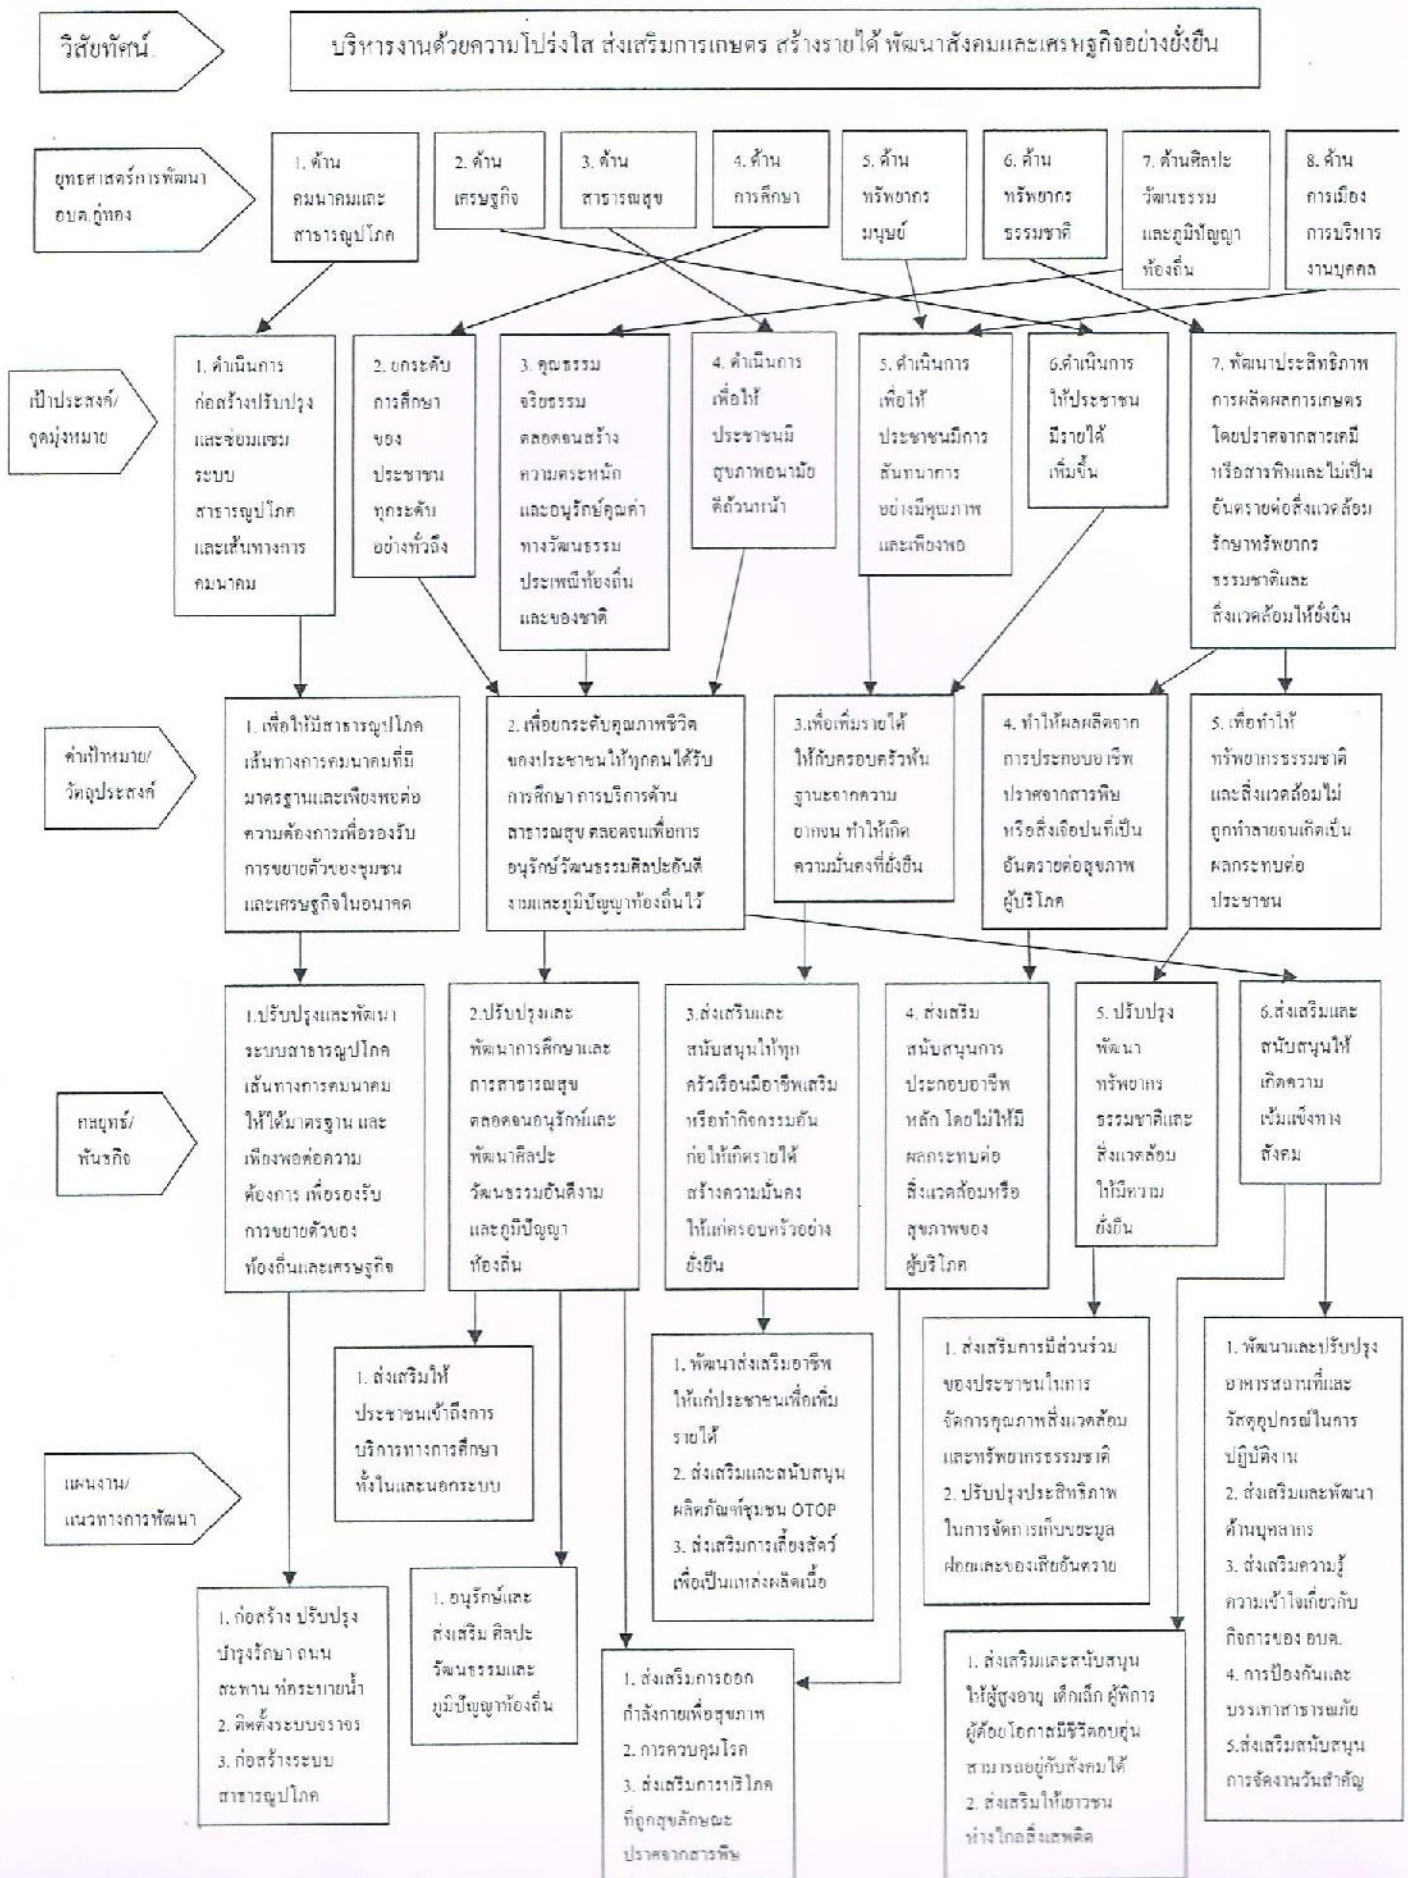 วิสัยทัศน์
บริหารงานด้วยความโปร่งใส ส่งเสริมการเกษตร สร้างรายได้ พัฒนาสังคมและเศรษฐกิจอย่างยั่งยืน
ยุทธศาสตร์การพัฒนา
อบต.กู่ทอง
1. ด้าน
คมนาคมและ
สาธารณูปโภค
2. ด้าน
เศรษฐกิจ
3. ด้าน
สาธารณสุข
4. ด้าน
การศึกษา
5. ด้าน
ทรัพยากร
มนุษย์
6. ด้าน
ทรัพยากร
ธรรมชาติ
7. ด้านศิลปะ
วัฒนธรรม
และภูมิปัญญา
ท้องถิ่น
8. ด้าน
การเมือง
การบริหาร
งานบุคคล
เป้าประสงค์/
จุดมุ่งหมาย
1. ดำเนินการ
ก่อสร้างปรับปรุง
และซ่อมแซม
ระบบ
สาธารณูปโภค
และเส้นทางการ
คมนาคม
2. ยกระดับ
การศึกษา
ของ
ประชาชน
ทุกระดับ
อย่างทั่วถึง
3. คุณธรรม
จริยธรรม
ตลอดจนสร้าง
ความตระหนัก
และอนุรักษ์คุณค่า
ทางวัฒนธรรม
ประเพณีท้องถิ่น
และของชาติ
4. ดำเนินการ
เพื่อให้
ประชาชนมี
สุขภาพอนามัย
ดีถ้วนหน้า
5. ดำเนินการ
เพื่อให้
ประชาชนมีการ
สันทนาการ
อย่างมีคุณภาพ
และเพียงพอ
6.ดำเนินการ
ให้ประชาชน
มีรายได้
เพิ่มขึ้น
7. พัฒนาประสิทธิภาพ
การผลิตผลการเกษตร
โดยปราศจากสารเคมี
หรือสารพิษและไม่เป็น
อันตรายต่อสิ่งแวดล้อม
รักษาทรัพยากร
ธรรมชาติและ
สิ่งแวดล้อมให้ยั่งยืน
ค่าเป้าหมาย/
วัตถุประสงค์
1. เพื่อให้มีสาธารณูปโภค
เส้นทางการคมนาคมที่มี
มาตรฐานและเพียงพอต่อ
ความต้องการเพื่อรองรับ
การขยายตัวของชุมชน
และเศรษฐกิจในอนาคต
2. เพื่อยกระดับคุณภาพชีวิต
ของประชาชนให้ทุกคนได้รับ
การศึกษา การบริการด้าน
สาธารณสุข ตลอดจนเพื่อการ
อนุรักษ์วัฒนธรรมศิลปะอันดี
งามและภูมิปัญญาท้องถิ่นไว้
3.เพื่อเพิ่มรายได้
ให้กับครอบครัวพ้น
ฐานะจากความ
ยากจน ทำให้เกิด
ความมั่นคงที่ยั่งยืน
4. ทำให้ผลผลิตจาก
การประกอบอาชีพ
ปราศจากสารพิษ
หรือสิ่งเจือปนที่เป็น
อันตรายต่อสุขภาพ
ผู้บริโภค
5. เพื่อทำให้
ทรัพยากรธรรมชาติ
และสิ่งแวดล้อมไม่
ถูกทำลายจนเกิดเป็น
ผลกระทบต่อ
ประชาชน
กลยุทธ์/
พันธกิจ
1.ปรับปรุงและพัฒนา
ระบบสาธารณูปโภค
เส้นทางการคมนาคม
ให้ได้มาตรฐาน และ
เพียงพอต่อความ
ต้องการ เพื่อรองรับ
การขยายตัวของ
ท้องถิ่นและเศรษฐกิจ
2.ปรับปรุงและ
พัฒนาการศึกษาและ
การสาธารณสุข
ตลอดจนอนุรักษ์และ
พัฒนาศิลปะ
วัฒนธรรมอันดีงาม
และภูมิปัญญา
ท้องถิ่น
3.ส่งเสริมและ
สนับสนุนให้ทุก
ครัวเรือนมีอาชีพเสริม
หรือทำกิจกรรมอัน
ก่อให้เกิดรายได้
สร้างความมั่นคง
ให้แก่ครอบครัวอย่าง
ยั่งยืน
4. ส่งเสริม
สนับสนุนการ
ประกอบอาชีพ
หลัก โดยไม่ให้มี
ผลกระทบต่อ
สิ่งแวดล้อมหรือ
สุขภาพของ
ผู้บริโภค
5. ปรับปรุง
พัฒนา
ทรัพยากร
ธรรมชาติและ
สิ่งแวดล้อม
ให้มีความ
ยั่งยืน
6.ส่งเสริมและ
สนับสนุนให้
เกิดความ
เข้มแข็งทาง
สังคม
แผนงาน/
แนวทางการพัฒนา
1. ก่อสร้าง ปรับปรุง
บำรุงรักษา ถนน
สะพาน ท่อระบายน้ำ
2. ติดตั้งระบบจราจร
3. ก่อสร้างระบบ
สาธารณูปโภค
1. ส่งเสริมให้
ประชาชนเข้าถึงการ
บริการทางการศึกษา
ทั้งในและนอกระบบ
1. อนุรักษ์และ
ส่งเสริม ศิลปะ
วัฒนธรรมและ
ภูมิปัญญาท้องถิ่น
1. ส่งเสริมการออก
กำลังกายเพื่อสุขภาพ
2. การควบคุมโรค
3. ส่งเสริมการบริโภค
ที่ถูกสุขลักษณะ
ปราศจากสารพิษ
1. พัฒนาส่งเสริมอาชีพ
ให้แก่ประชาชนเพื่อเพิ่ม
รายได้
2. ส่งเสริมและสนับสนุน
ผลิตภัณฑ์ชุมชน OTOP
3. ส่งเสริมการเลี้ยงสัตว์
เพื่อเป็นแหล่งผลิตเนื้อ
1. ส่งเสริมการมีส่วนร่วม
ของประชาชนในการ
จัดการคุณภาพสิ่งแวดล้อม
และทรัพยากรธรรมชาติ
2. ปรับปรุงประสิทธิภาพ
ในการจัดการเก็บขยะมูล
ฝอยและของเสียอันตราย
1. ส่งเสริมและสนับสนุน
ให้ผู้สูงอายุ เด็กเล็ก ผู้พิการ
ผู้ด้อยโอกาสมีชีวิตอบอุ่น
สามารถอยู่กับสังคมได้
2. ส่งเสริมให้เยาวชน
ห่างไกลสิ่งเสพติด
1. พัฒนาและปรับปรุง
อาคารสถานที่และ
วัสดุอุปกรณ์ในการ
ปฏิบัติงาน
2. ส่งเสริมและพัฒนา
ด้านบุคลากร
3. ส่งเสริมความรู้
ความเข้าใจเกี่ยวกับ
กิจการของ อบต.
4. การป้องกันและ
บรรเทาสาธารณภัย
5.ส่งเสริมสนับสนุน
การจัดงานวันสำคัญ